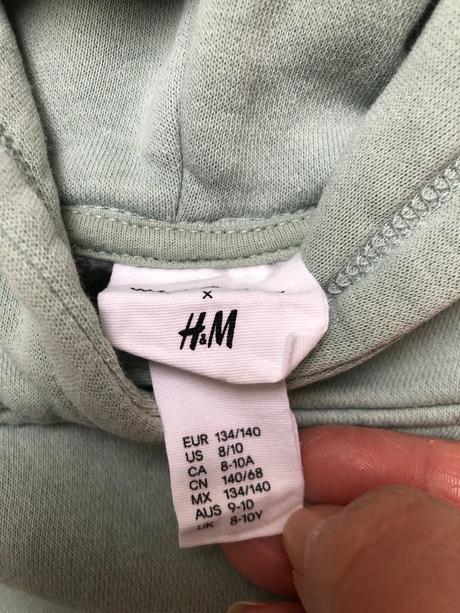 x
H&M
EUR 134/140
US 8/10
CA 8-10A
CN 140/68
MX 134/140
AUS 9-10
UK 8-10Y